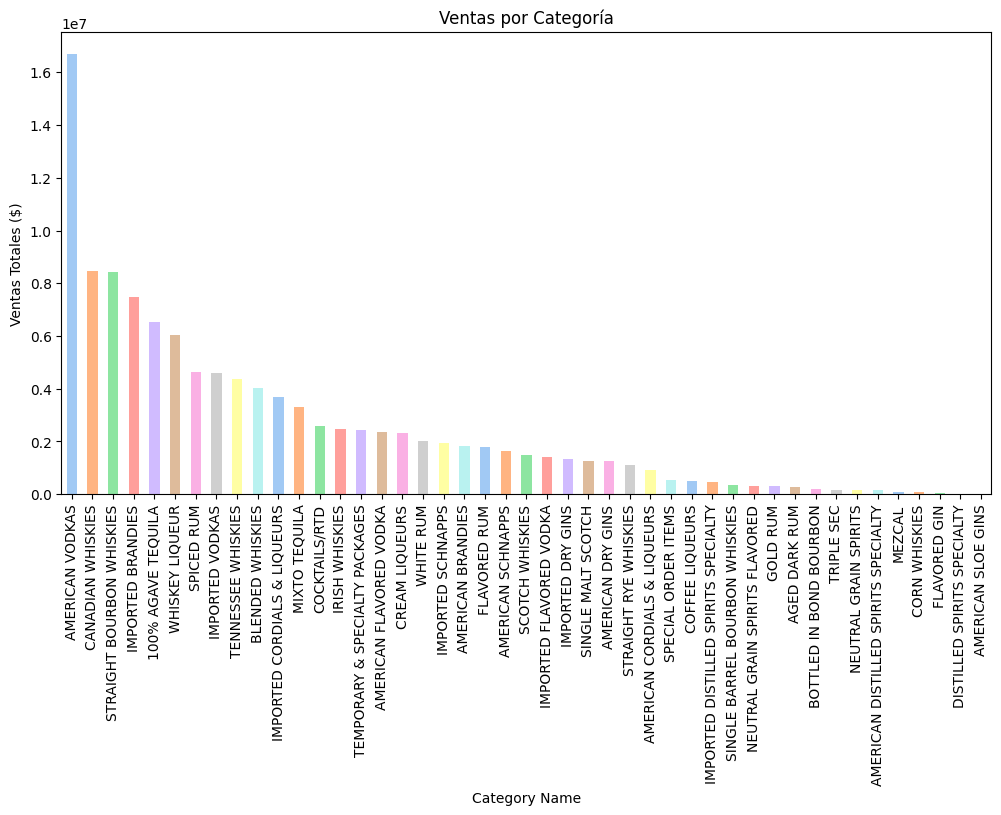 Ventas por Categoría
1e7
Ventas Totales ($)
1.6
1.4
1.2
1.0
0.8
0.6
0.4
0.2
0.0
AMERICAN VODKAS
CANADIAN WHISKIES
STRAIGHT BOURBON WHISKIES
IMPORTED BRANDIES
100% AGAVE TEQUILA
WHISKEY LIQUEUR
SPICED RUM
IMPORTED VODKAS
TENNESSEE WHISKIES
BLENDED WHISKIES
IMPORTED CORDIALS & LIQUEURS
MIXTO TEQUILA
COCKTAILS/RTD
IRISH WHISKIES
TEMPORARY & SPECIALTY PACKAGES
AMERICAN FLAVORED VODKA
CREAM LIQUEURS
WHITE RUM
IMPORTED SCHNAPPS
AMERICAN BRANDIES
FLAVORED RUM
AMERICAN SCHNAPPS
SCOTCH WHISKIES
IMPORTED FLAVORED VODKA
IMPORTED DRY GINS
SINGLE MALT SCOTCH
AMERICAN DRY GINS
STRAIGHT RYE WHISKIES
AMERICAN CORDIALS & LIQUEURS
SPECIAL ORDER ITEMS
COFFEE LIQUEURS
IMPORTED DISTILLED SPIRITS SPECIALTY
SINGLE BARREL BOURBON WHISKIES
NEUTRAL GRAIN SPIRITS FLAVORED
GOLD RUM
AGED DARK RUM
BOTTLED IN BOND BOURBON
TRIPLE SEC
NEUTRAL GRAIN SPIRITS
AMERICAN DISTILLED SPIRITS SPECIALTY
MEZCAL
CORN WHISKIES
FLAVORED GIN
DISTILLED SPIRITS SPECIALTY
AMERICAN SLOE GINS
Category Name